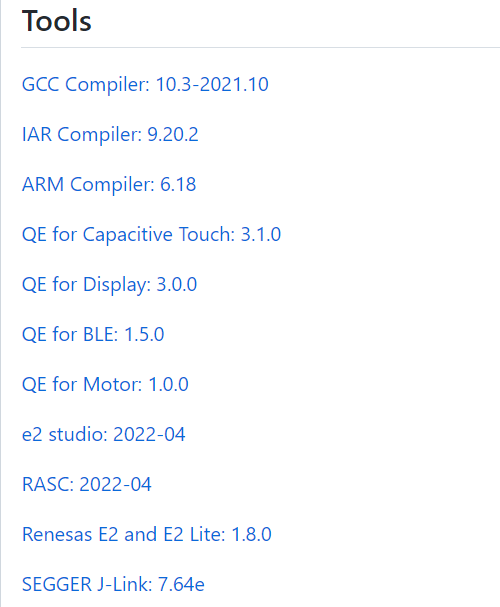 Tools
GCC Compiler: 10.3-2021.10
IAR Compiler: 9.20.2
ARM Compiler: 6.18
QE for Capacitive Touch: 3.1.0
QE for Display: 3.0.0
QE for BLE: 1.5.0
QE for Motor: 1.0.0
e2 studio: 2022-04
RASC: 2022-04
Renesas E2 and E2 Lite: 1.8.0
SEGGER J-Link: 7.64e